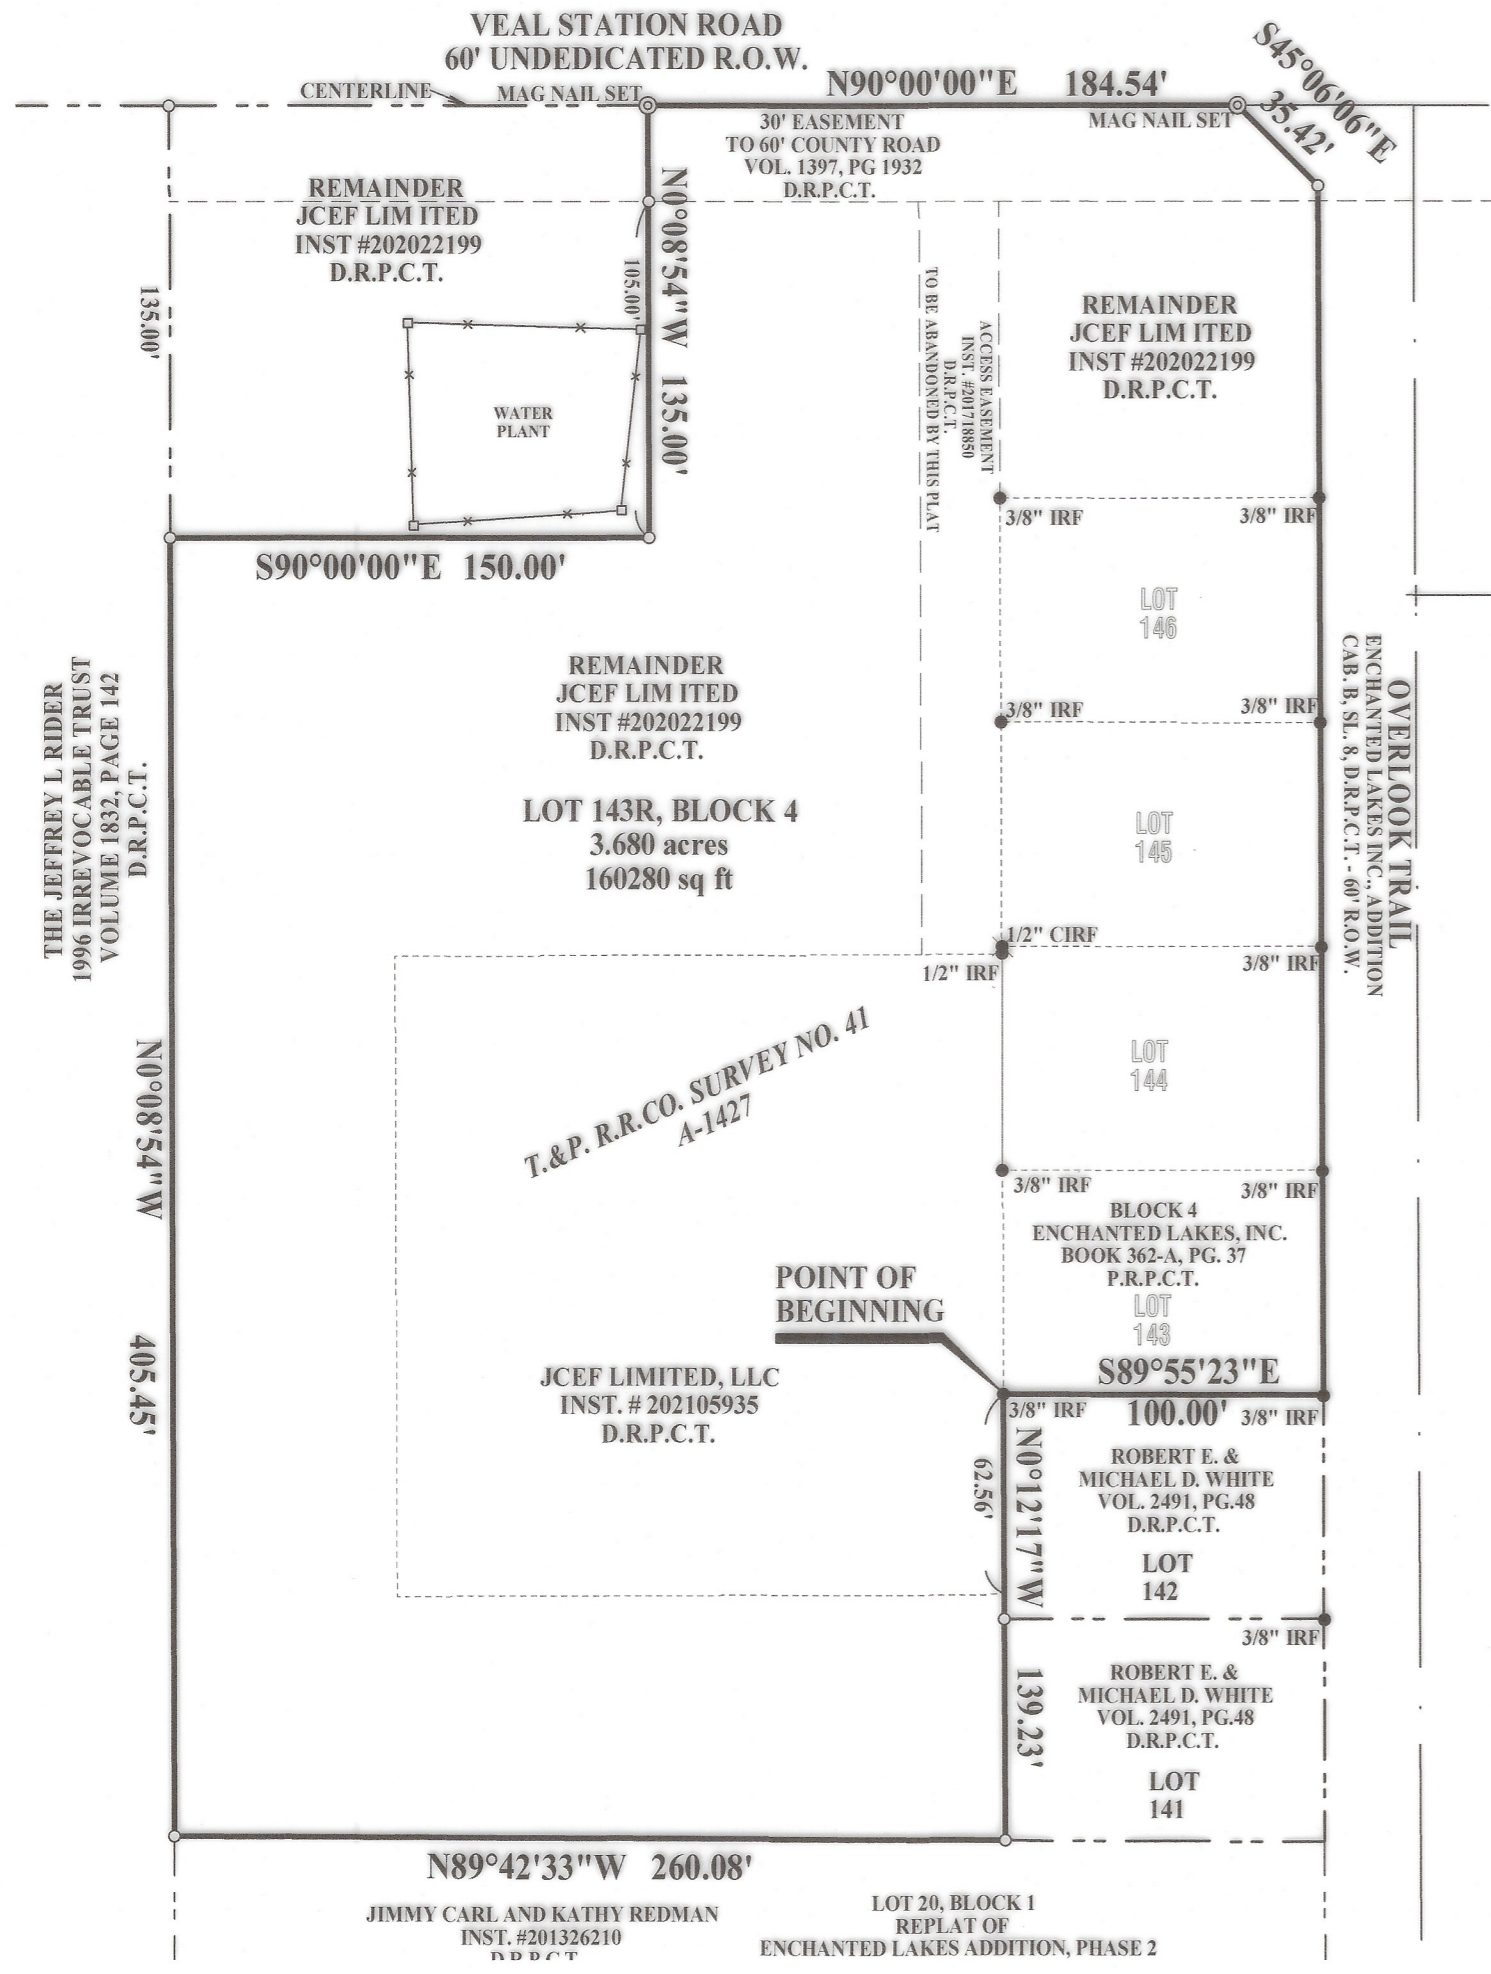 VEAL STATION ROAD
60' UNDEDICATED R.O.W.
CENTERLINE
MAG NAIL SET
N90°00'00"E 184.54'
MAG NAIL SET
S45°06'06"E
35.42'
30' EASEMENT
TO 60' COUNTY ROAD
VOL. 1397, PG 1932
D.R.P.C.T.
REMAINDER
JCEF LIM ITED
INST #202022199
D.R.P.C.T.
135.00'
105.00'
N0°08'54"W 135.00'
WATER
PLANT
S90°00'00"E 150.00'
TO BE ABANDONED BY THIS PLAT
ACCESS EASEMENT
INST. #201718850
D.R.P.C.T.
REMAINDER
JCEF LIM ITED
INST #202022199
D.R.P.C.T.
3/8" IRF
3/8" IRF
LOT
146
3/8" IRF
3/8" IRF
LOT
145
1/2" CIRF
1/2" IRF
3/8" IRF
LOT
144
3/8" IRF
3/8" IRF
OVERLOOK TRAIL
ENCHANTED LAKES INC., ADDITION
CAB. B, SL. 8, D.R.P.C.T. - 60' R.O.W.
REMAINDER
JCEF LIM ITED
INST #202022199
D.R.P.C.T.
LOT 143R, BLOCK 4
3.680 acres
160280 sq ft
THE JEFFREY L RIDER
1996 IRREVOCABLE TRUST
VOLUME 1832, PAGE 142
D.R.P.C.T.
N0°08'54"W 405.45'
T.&P. R.R.CO. SURVEY NO. 41
A-1427
BLOCK 4
ENCHANTED LAKES, INC.
BOOK 362-A, PG. 37
P.R.P.C.T.
LOT
143
POINT OF
BEGINNING
S89°55'23"E
100.00'
3/8" IRF
3/8" IRF
JCEF LIMITED, LLC
INST. # 202105935
D.R.P.C.T.
62.56'
N0°12'17"W 139.23'
ROBERT E. &
MICHAEL D. WHITE
VOL. 2491, PG.48
D.R.P.C.T.
LOT
142
3/8" IRF
ROBERT E. &
MICHAEL D. WHITE
VOL. 2491, PG.48
D.R.P.C.T.
LOT
141
N89°42'33"W 260.08'
JIMMY CARL AND KATHY REDMAN
INST. #201326210
D.R.P.C.T.
LOT 20, BLOCK 1
REPLAT OF
ENCHANTED LAKES ADDITION, PHASE 2